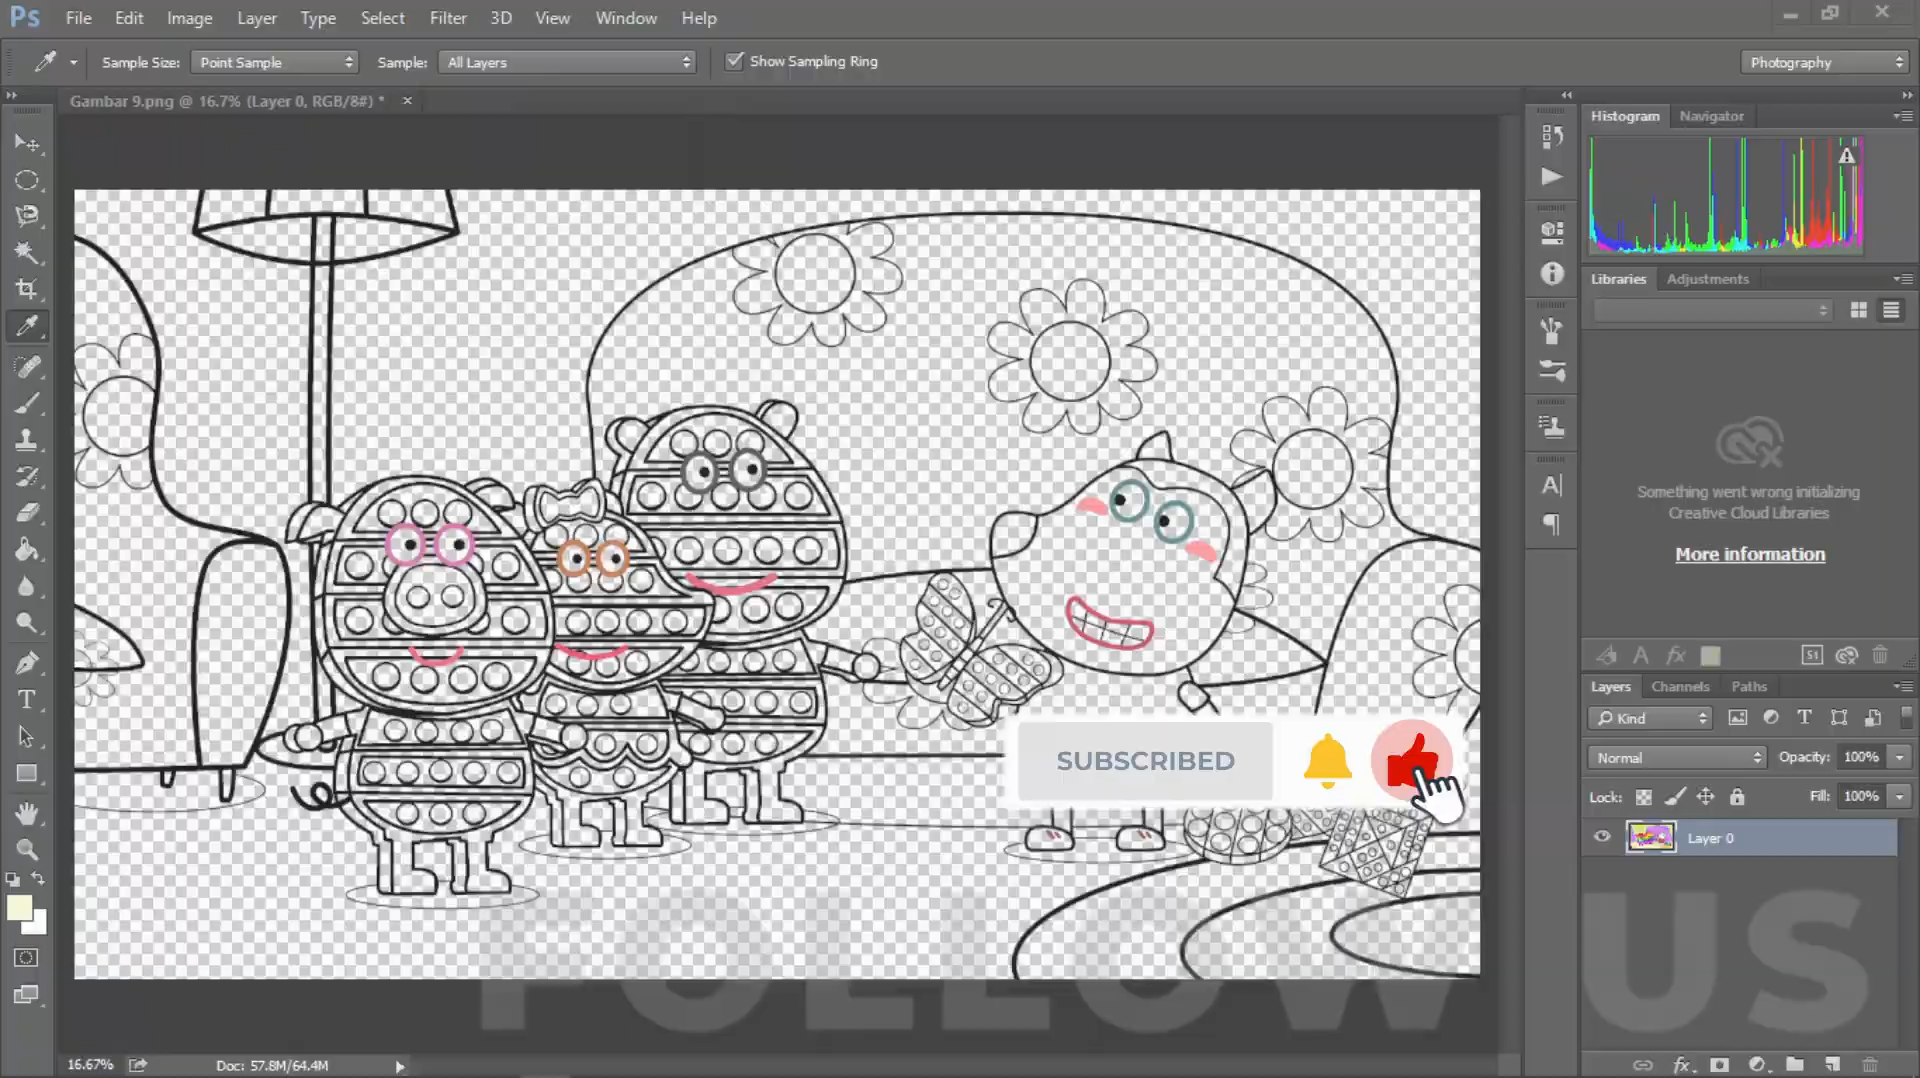 Ps File Edit Image Layer Type Select Filter 3D View Window Help
Sample Size: Point Sample Sample: All Layers Show Sampling Ring Photography
Gambar 9.png @ 16.7% (Layer 0, RGB/8#) * ×
Histogram Navigator
Libraries Adjustments
Something went wrong initializing
Creative Cloud Libraries
More information
Layers Channels Paths
Kind
Normal Opacity: 100%
Lock: Fill: 100%
Layer 0
SUBSCRIBED
FOLLOW US
16.67% Doc: 57.8M/64.4M